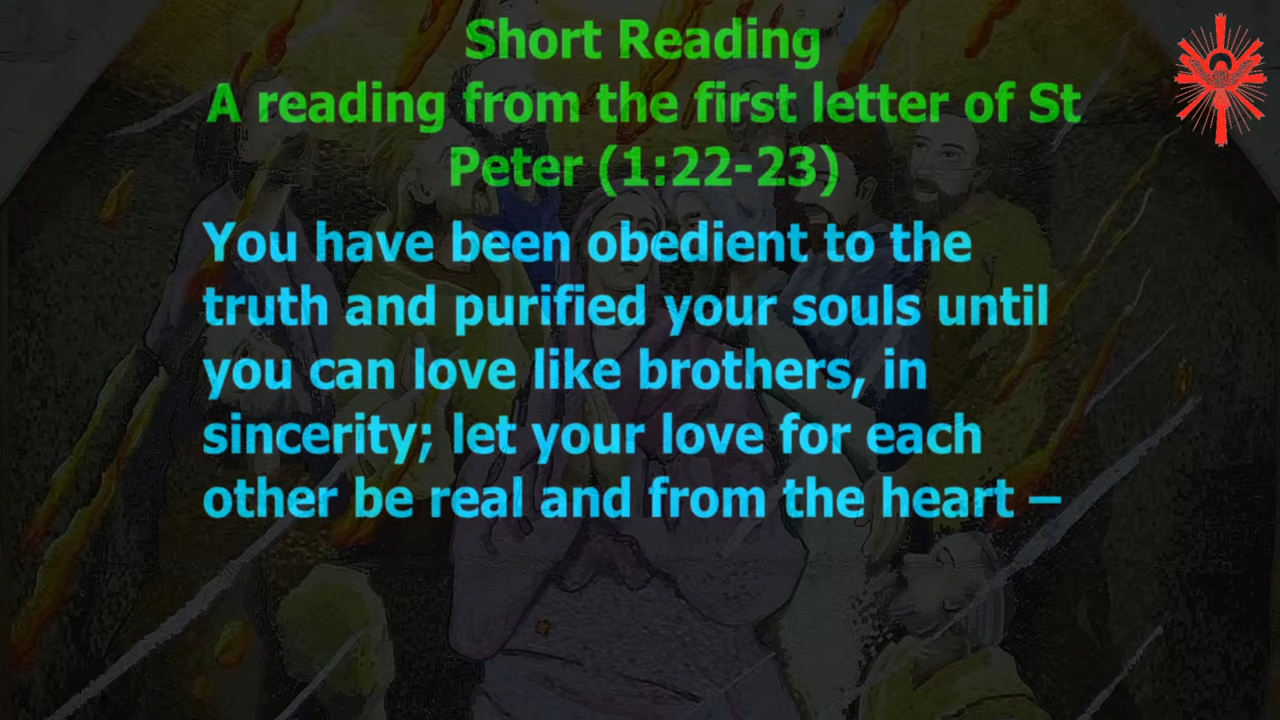 Short Reading
A reading from the first letter of St
Peter (1:22-23)
You have been obedient to the
truth and purified your souls until
you can love like brothers, in
sincerity; let your love for each
other be real and from the heart –